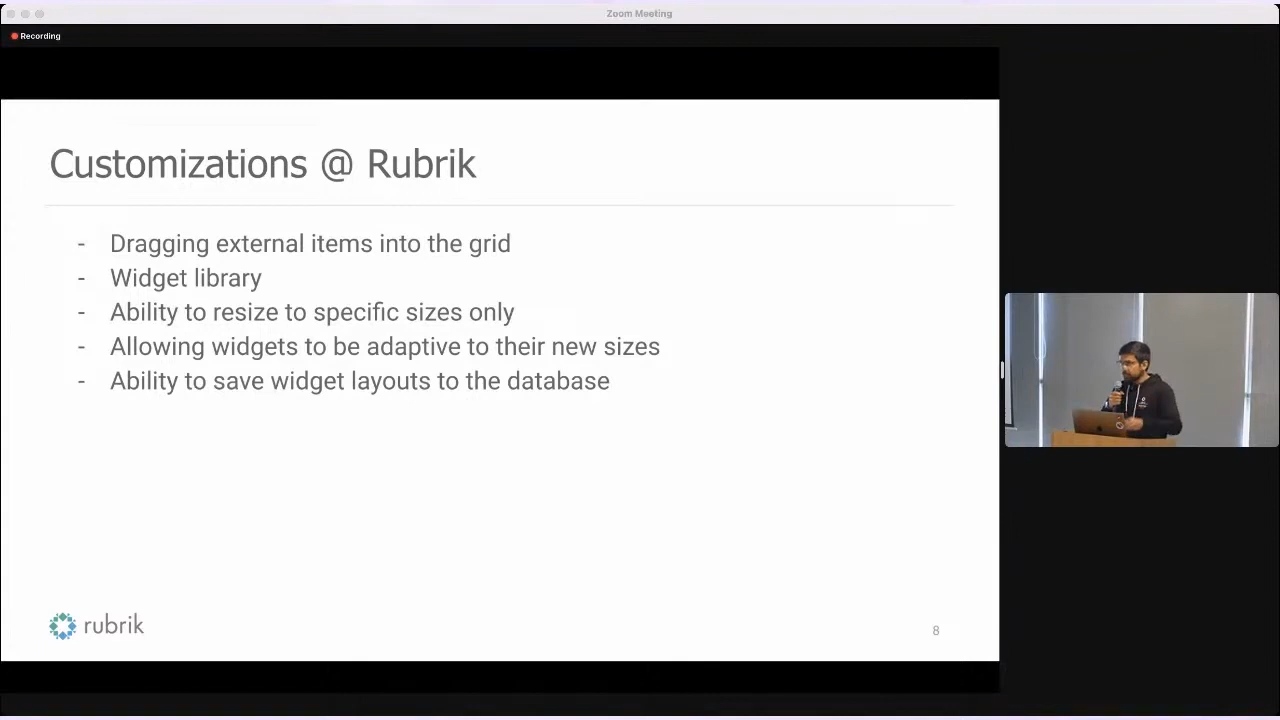 Zoom Meeting
Recording
Customizations @ Rubrik
- Dragging external items into the grid
- Widget library
- Ability to resize to specific sizes only
- Allowing widgets to be adaptive to their new sizes
- Ability to save widget layouts to the database
rubrik
8